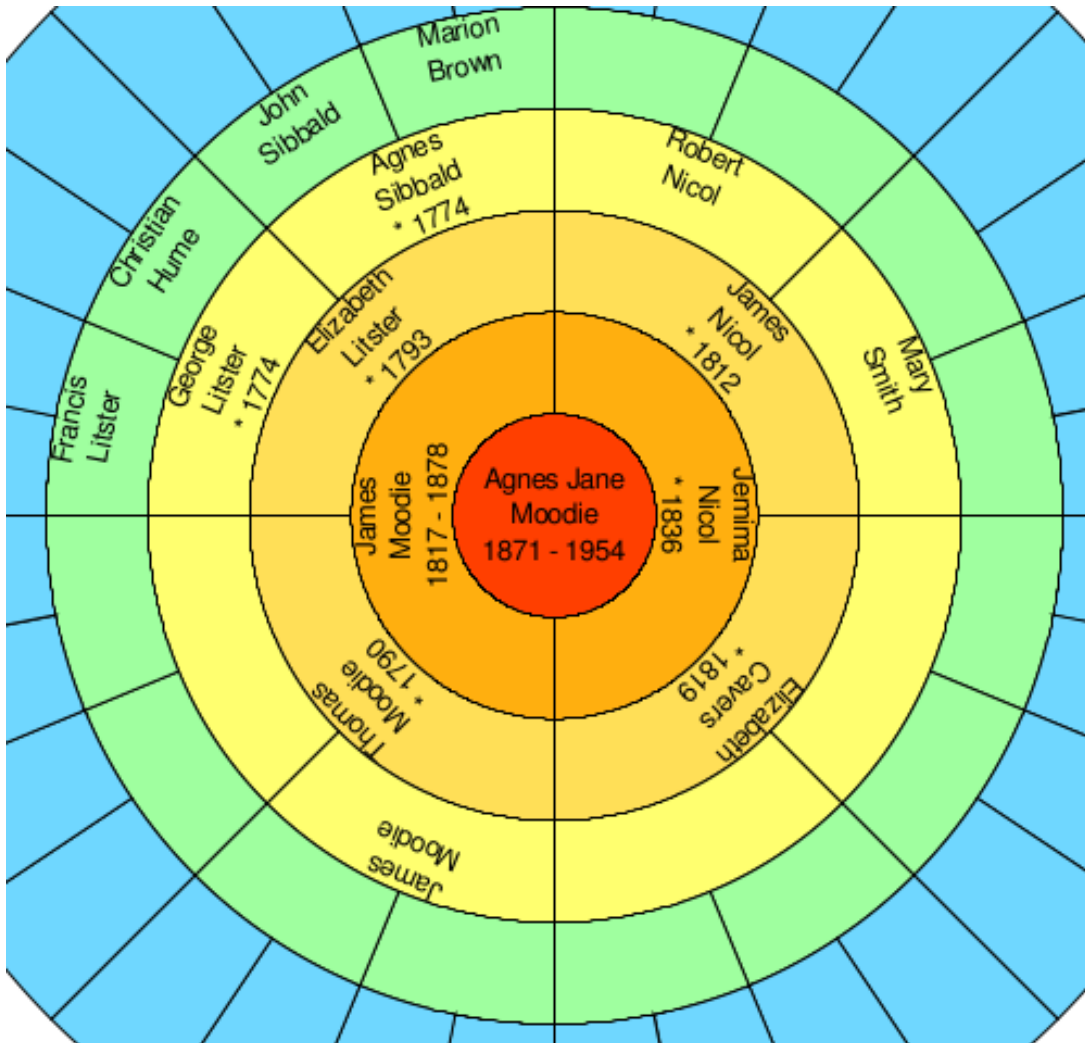 Agnes Jane
Moodie
1871 - 1954
James
Moodie
1817 - 1878
Jemima
Nicol
* 1836
Thomas
Moodie
* 1790
Elizabeth
Litster
* 1793
James
Nicol
* 1812
Elizabeth
Cavers
* 1819
James
Moodie
George
Litster
* 1774
Agnes
Sibbald
* 1774
Robert
Nicol
Mary
Smith
Francis
Litster
Christian
Hume
John
Sibbald
Marion
Brown